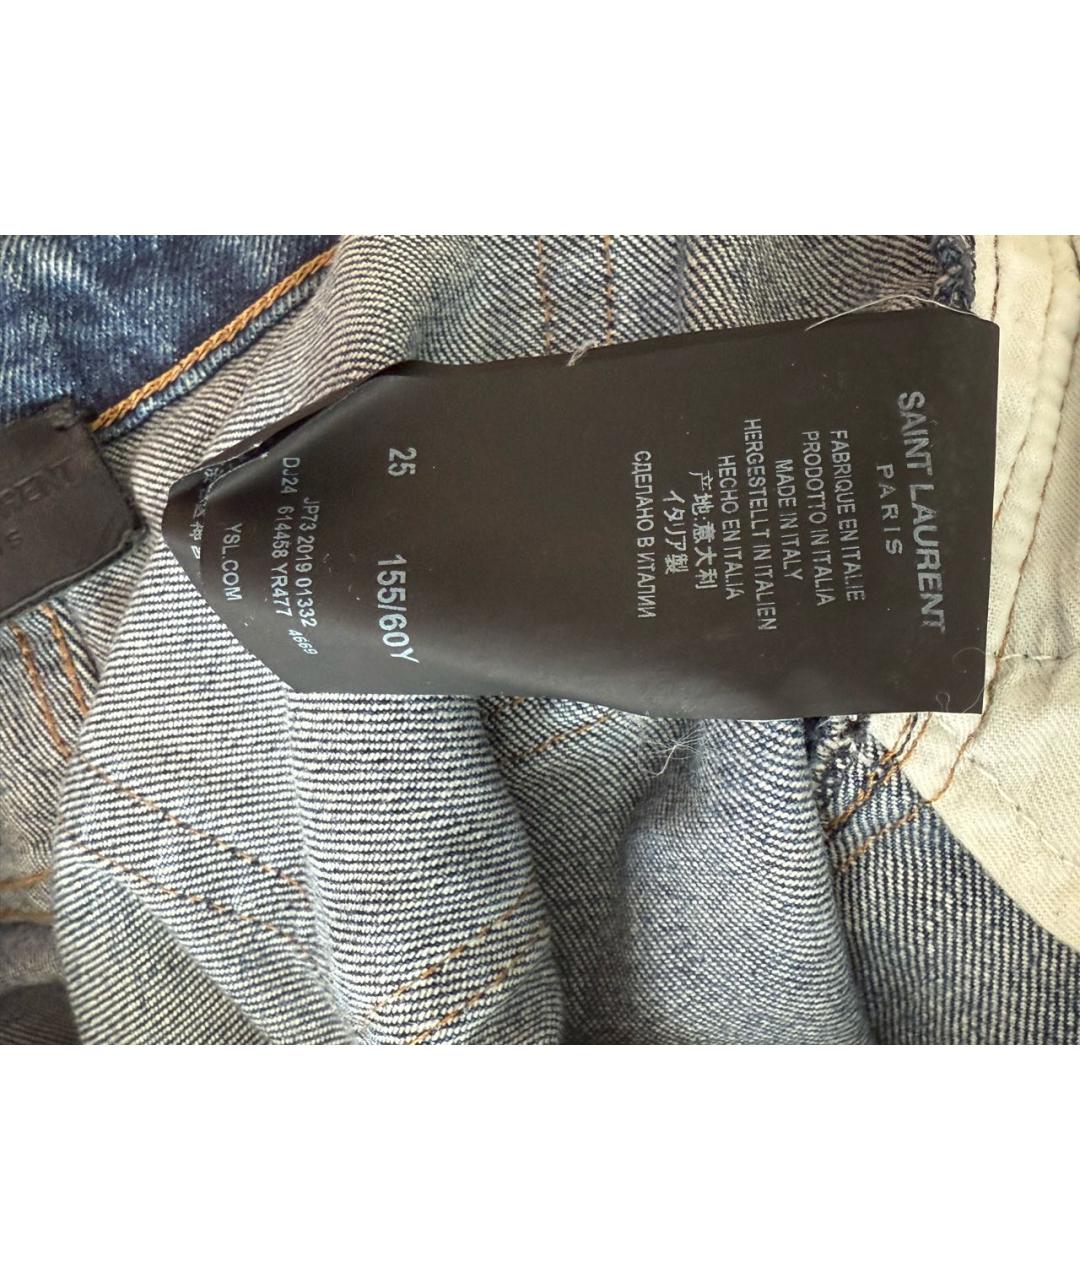 SAINT LAURENT
PARIS
FABRIQUE EN ITALIE
PRODOTTO IN ITALIA
MADE IN ITALY
HERGESTELLT IN ITALIEN
HECHO EN ITALIA
产地:意大利
イタリア製
СДЕЛАНО В ИТАЛИИ
25 155/60Y
JP73 2019 01332 4669
DJ24 614458 YR477
YSL.COM